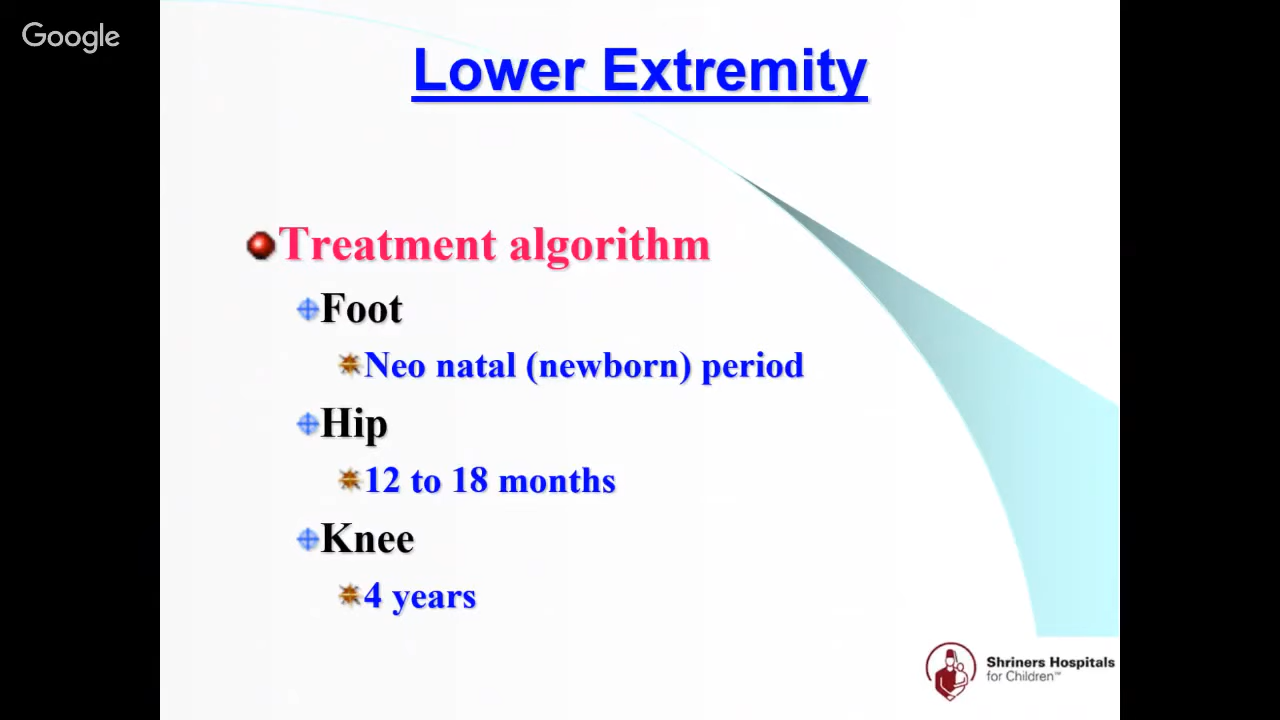 Google
Lower Extremity
Treatment algorithm
Foot
Neo natal (newborn) period
Hip
12 to 18 months
Knee
4 years
Shriners Hospitals
for Children™